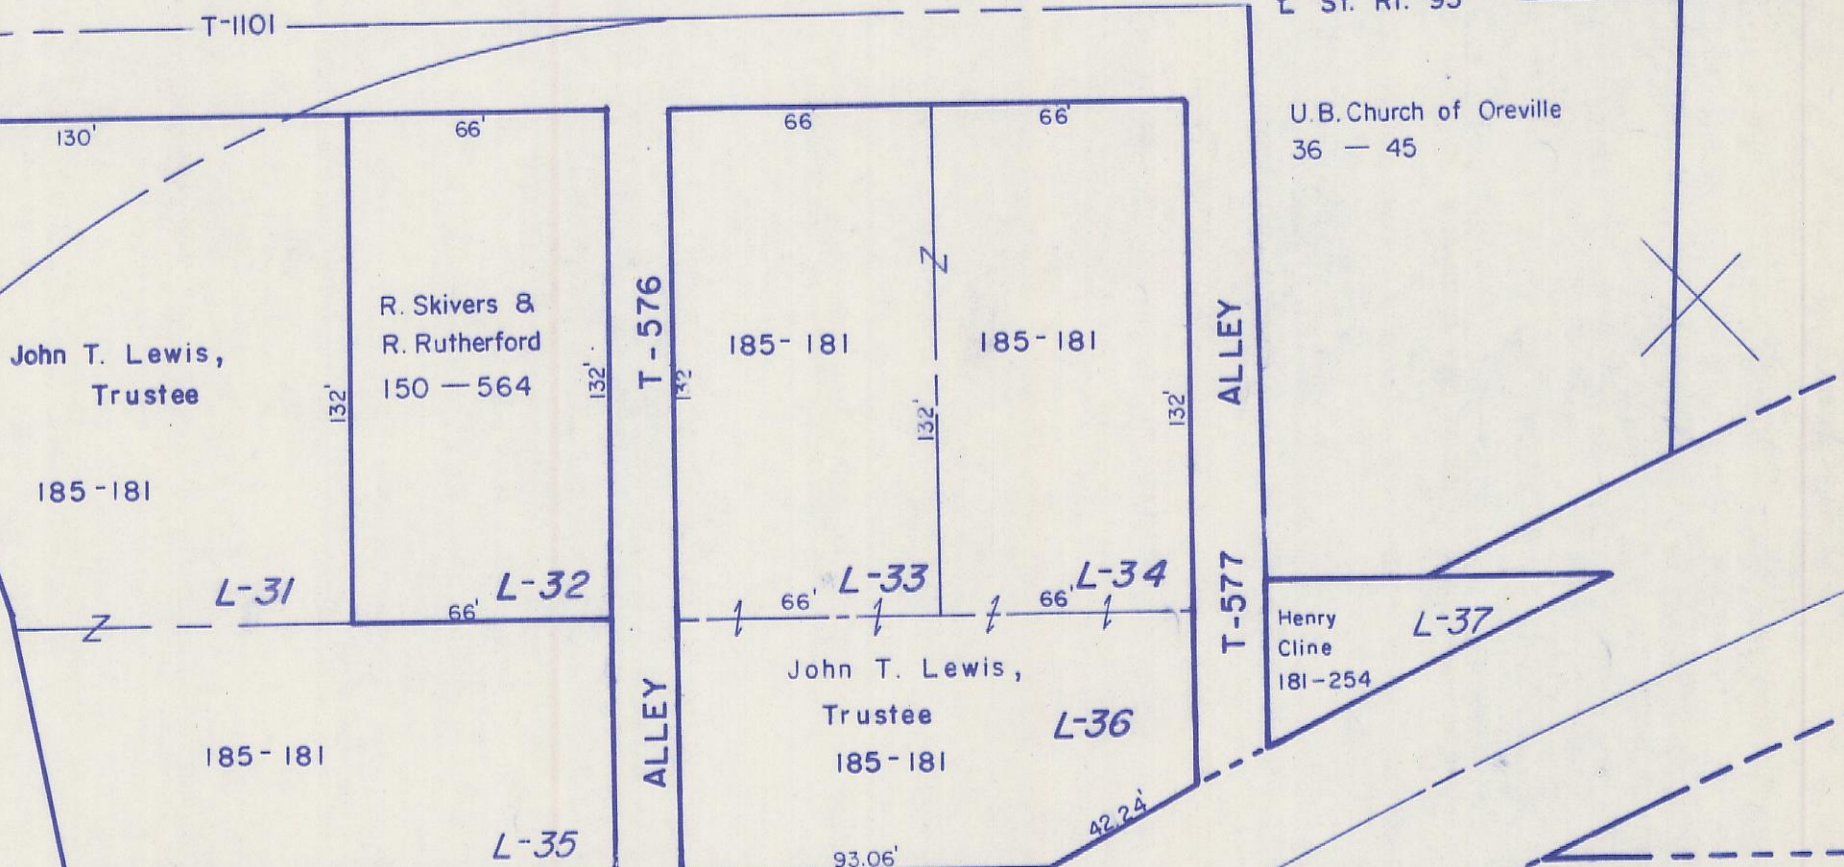 T-1101
L ST. RT. 93
130'
66'
66'
66'
U.B. Church of Oreville
36 — 45
R. Skivers &
R. Rutherford
150 — 564
John T. Lewis,
Trustee
185-181
132'
132'
T-576
132'
185-181
132'
185-181
132'
ALLEY
L-31
L-32
66'
66'
L-33
66'
L-34
T-577
Henry
Cline
181-254
L-37
185-181
L-35
ALLEY
John T. Lewis,
Trustee
185-181
L-36
42.24'
93.06'